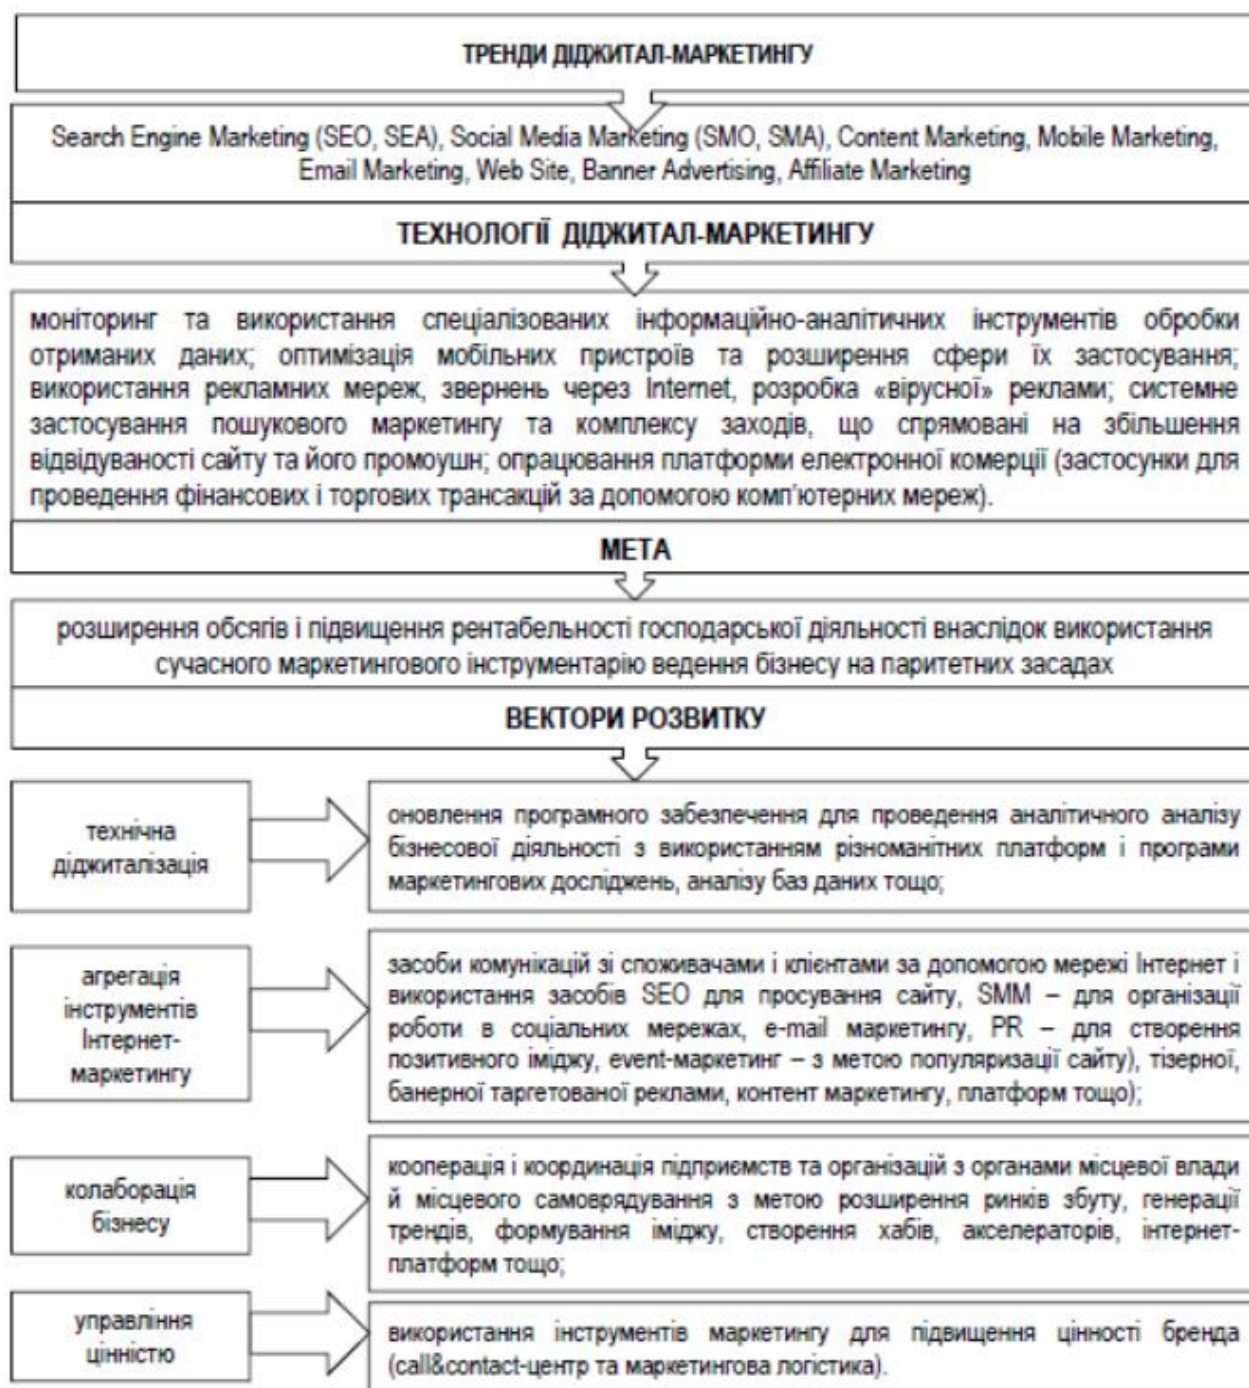 ТРЕНДИ ДІДЖИТАЛ-МАРКЕТИНГУ
Search Engine Marketing (SEO, SEA), Social Media Marketing (SMO, SMA), Content Marketing, Mobile Marketing,
Email Marketing, Web Site, Banner Advertising, Affiliate Marketing
ТЕХНОЛОГІЇ ДІДЖИТАЛ-МАРКЕТИНГУ
моніторинг та використання спеціалізованих інформаційно-аналітичних інструментів обробки
отриманих даних; оптимізація мобільних пристроїв та розширення сфери їх застосування;
використання рекламних мереж, звернень через Internet, розробка «вірусної» реклами; системне
застосування пошукового маркетингу та комплексу заходів, що спрямовані на збільшення
відвідуваності сайту та його промоушн; опрацювання платформи електронної комерції (застосунки для
проведення фінансових і торгових трансакцій за допомогою комп'ютерних мереж).
МЕТА
розширення обсягів і підвищення рентабельності господарської діяльності внаслідок використання
сучасного маркетингового інструментарію ведення бізнесу на паритетних засадах
ВЕКТОРИ РОЗВИТКУ
технічна
діджиталізація
оновлення програмного забезпечення для проведення аналітичного аналізу
бізнесової діяльності з використанням різноманітних платформ і програми
маркетингових досліджень, аналізу баз даних тощо;
агрегація
інструментів
Інтернет-
маркетингу
засоби комунікацій зі споживачами і клієнтами за допомогою мережі Інтернет і
використання засобів SEO для просування сайту, SMM – для організації
роботи в соціальних мережах, e-mail маркетингу, PR – для створення
позитивного іміджу, event-маркетинг – з метою популяризації сайту), тізерної,
банерної таргетованої реклами, контент маркетингу, платформ тощо);
колаборація
бізнесу
кооперація і координація підприємств та організацій з органами місцевої влади
й місцевого самоврядування з метою розширення ринків збуту, генерації
трендів, формування іміджу, створення хабів, акселераторів, інтернет-
платформ тощо;
управління
цінністю
використання інструментів маркетингу для підвищення цінності бренда
(call&contact-центр та маркетингова логістика).